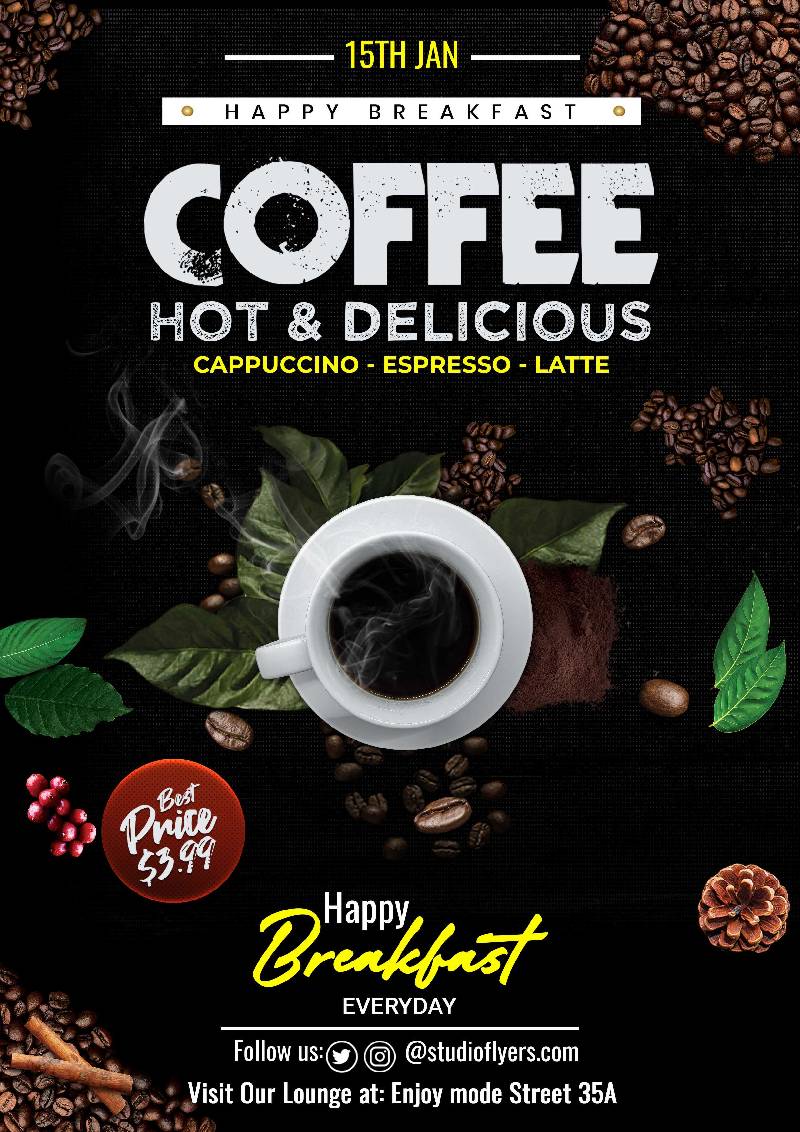 15TH JAN
HAPPY BREAKFAST
COFFEE
HOT & DELICIOUS
CAPPUCCINO - ESPRESSO - LATTE
Best
Price
$3.99
Happy
Breakfast
EVERYDAY
Follow us: @studioflyers.com
Visit Our Lounge at: Enjoy mode Street 35A